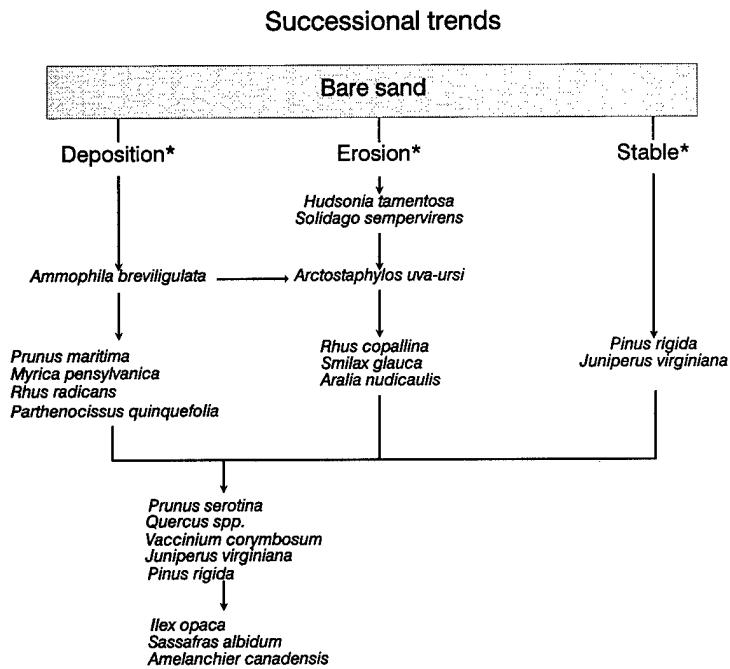 Successional trends
Bare sand
Deposition*
Erosion*
Stable*
Hudsonia tamentosa
Solidago sempervirens
Ammophila breviligulata
Arctostaphylos uva-ursi
Prunus maritima
Myrica pensylvanica
Rhus radicans
Parthenocissus quinquefolia
Rhus copallina
Smilax glauca
Aralia nudicaulis
Pinus rigida
Juniperus virginiana
Prunus serotina
Quercus spp.
Vaccinium corymbosum
Juniperus virginiana
Pinus rigida
Ilex opaca
Sassafras albidum
Amelanchier canadensis